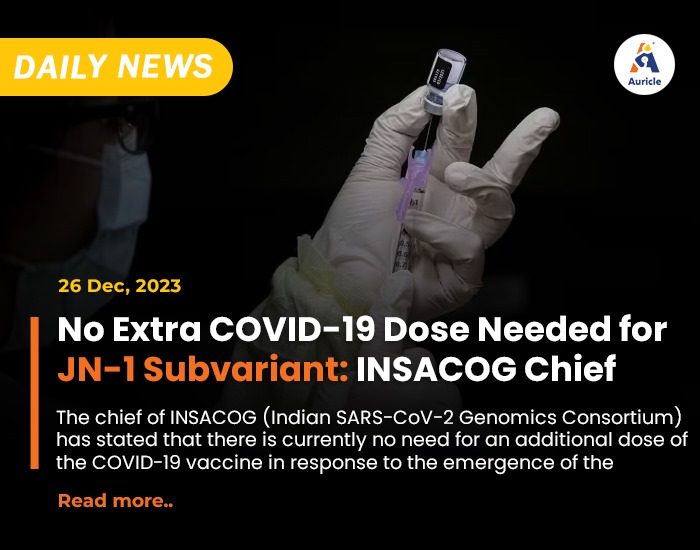 DAILY NEWS
Auricle
26 Dec, 2023
No Extra COVID-19 Dose Needed for
JN-1 Subvariant: INSACOG Chief
The chief of INSACOG (Indian SARS-CoV-2 Genomics Consortium)
has stated that there is currently no need for an additional dose of
the COVID-19 vaccine in response to the emergence of the
Read more..